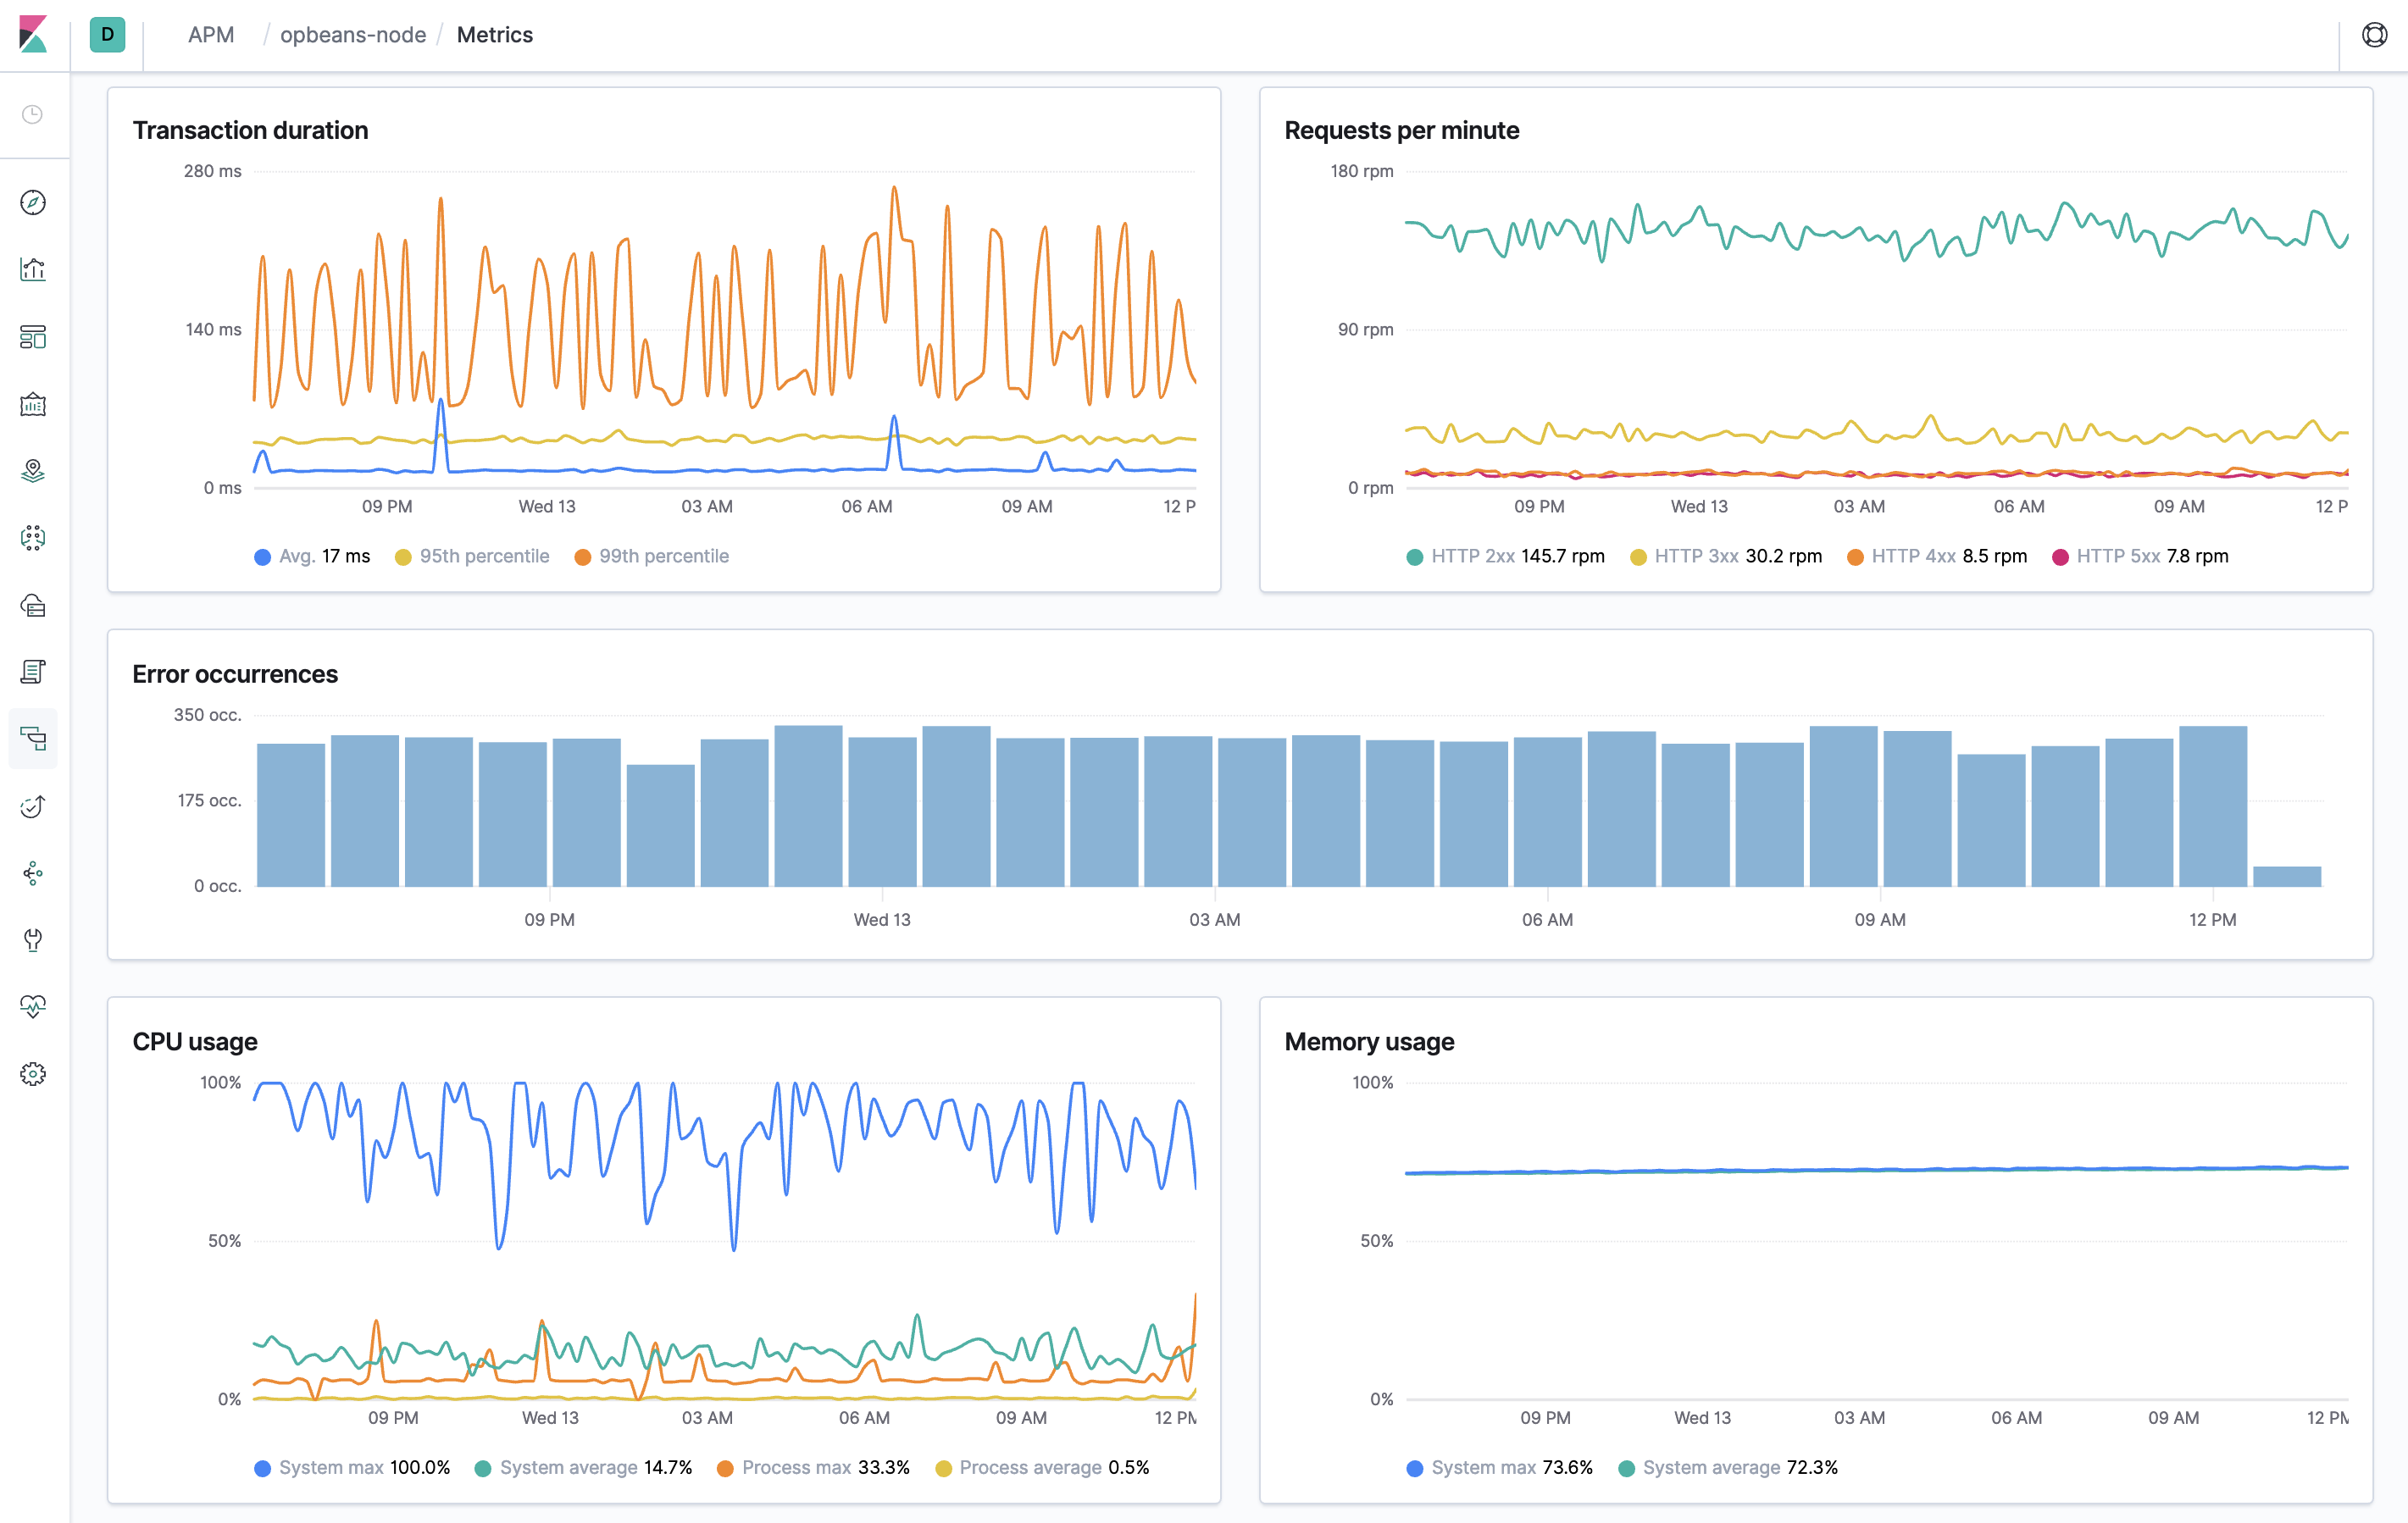 D APM / opbeans-node / Metrics
Transaction duration
280 ms
140 ms
0 ms
09 PM Wed 13 03 AM 06 AM 09 AM 12 P
Avg. 17 ms 95th percentile 99th percentile
Requests per minute
180 rpm
90 rpm
0 rpm
09 PM Wed 13 03 AM 06 AM 09 AM 12 P
HTTP 2xx 145.7 rpm HTTP 3xx 30.2 rpm HTTP 4xx 8.5 rpm HTTP 5xx 7.8 rpm
Error occurrences
350 occ.
175 occ.
0 occ.
09 PM Wed 13 03 AM 06 AM 09 AM 12 PM
CPU usage
100%
50%
0%
09 PM Wed 13 03 AM 06 AM 09 AM 12 PM
System max 100.0% System average 14.7% Process max 33.3% Process average 0.5%
Memory usage
100%
50%
0%
09 PM Wed 13 03 AM 06 AM 09 AM 12 PM
System max 73.6% System average 72.3%